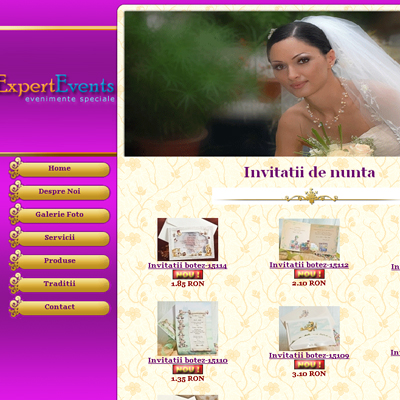 ExpertEvents
evenimente speciale
Home
Despre Noi
Galerie Foto
Servicii
Produse
Traditii
Contact
Invitatii de nunta
Invitatii botez-15114
NOU !
1.85 RON
Invitatii botez-15112
NOU !
2.10 RON
Inv
Invitatii botez-15110
NOU !
1.35 RON
Invitatii botez-15109
NOU !
3.10 RON
Inv